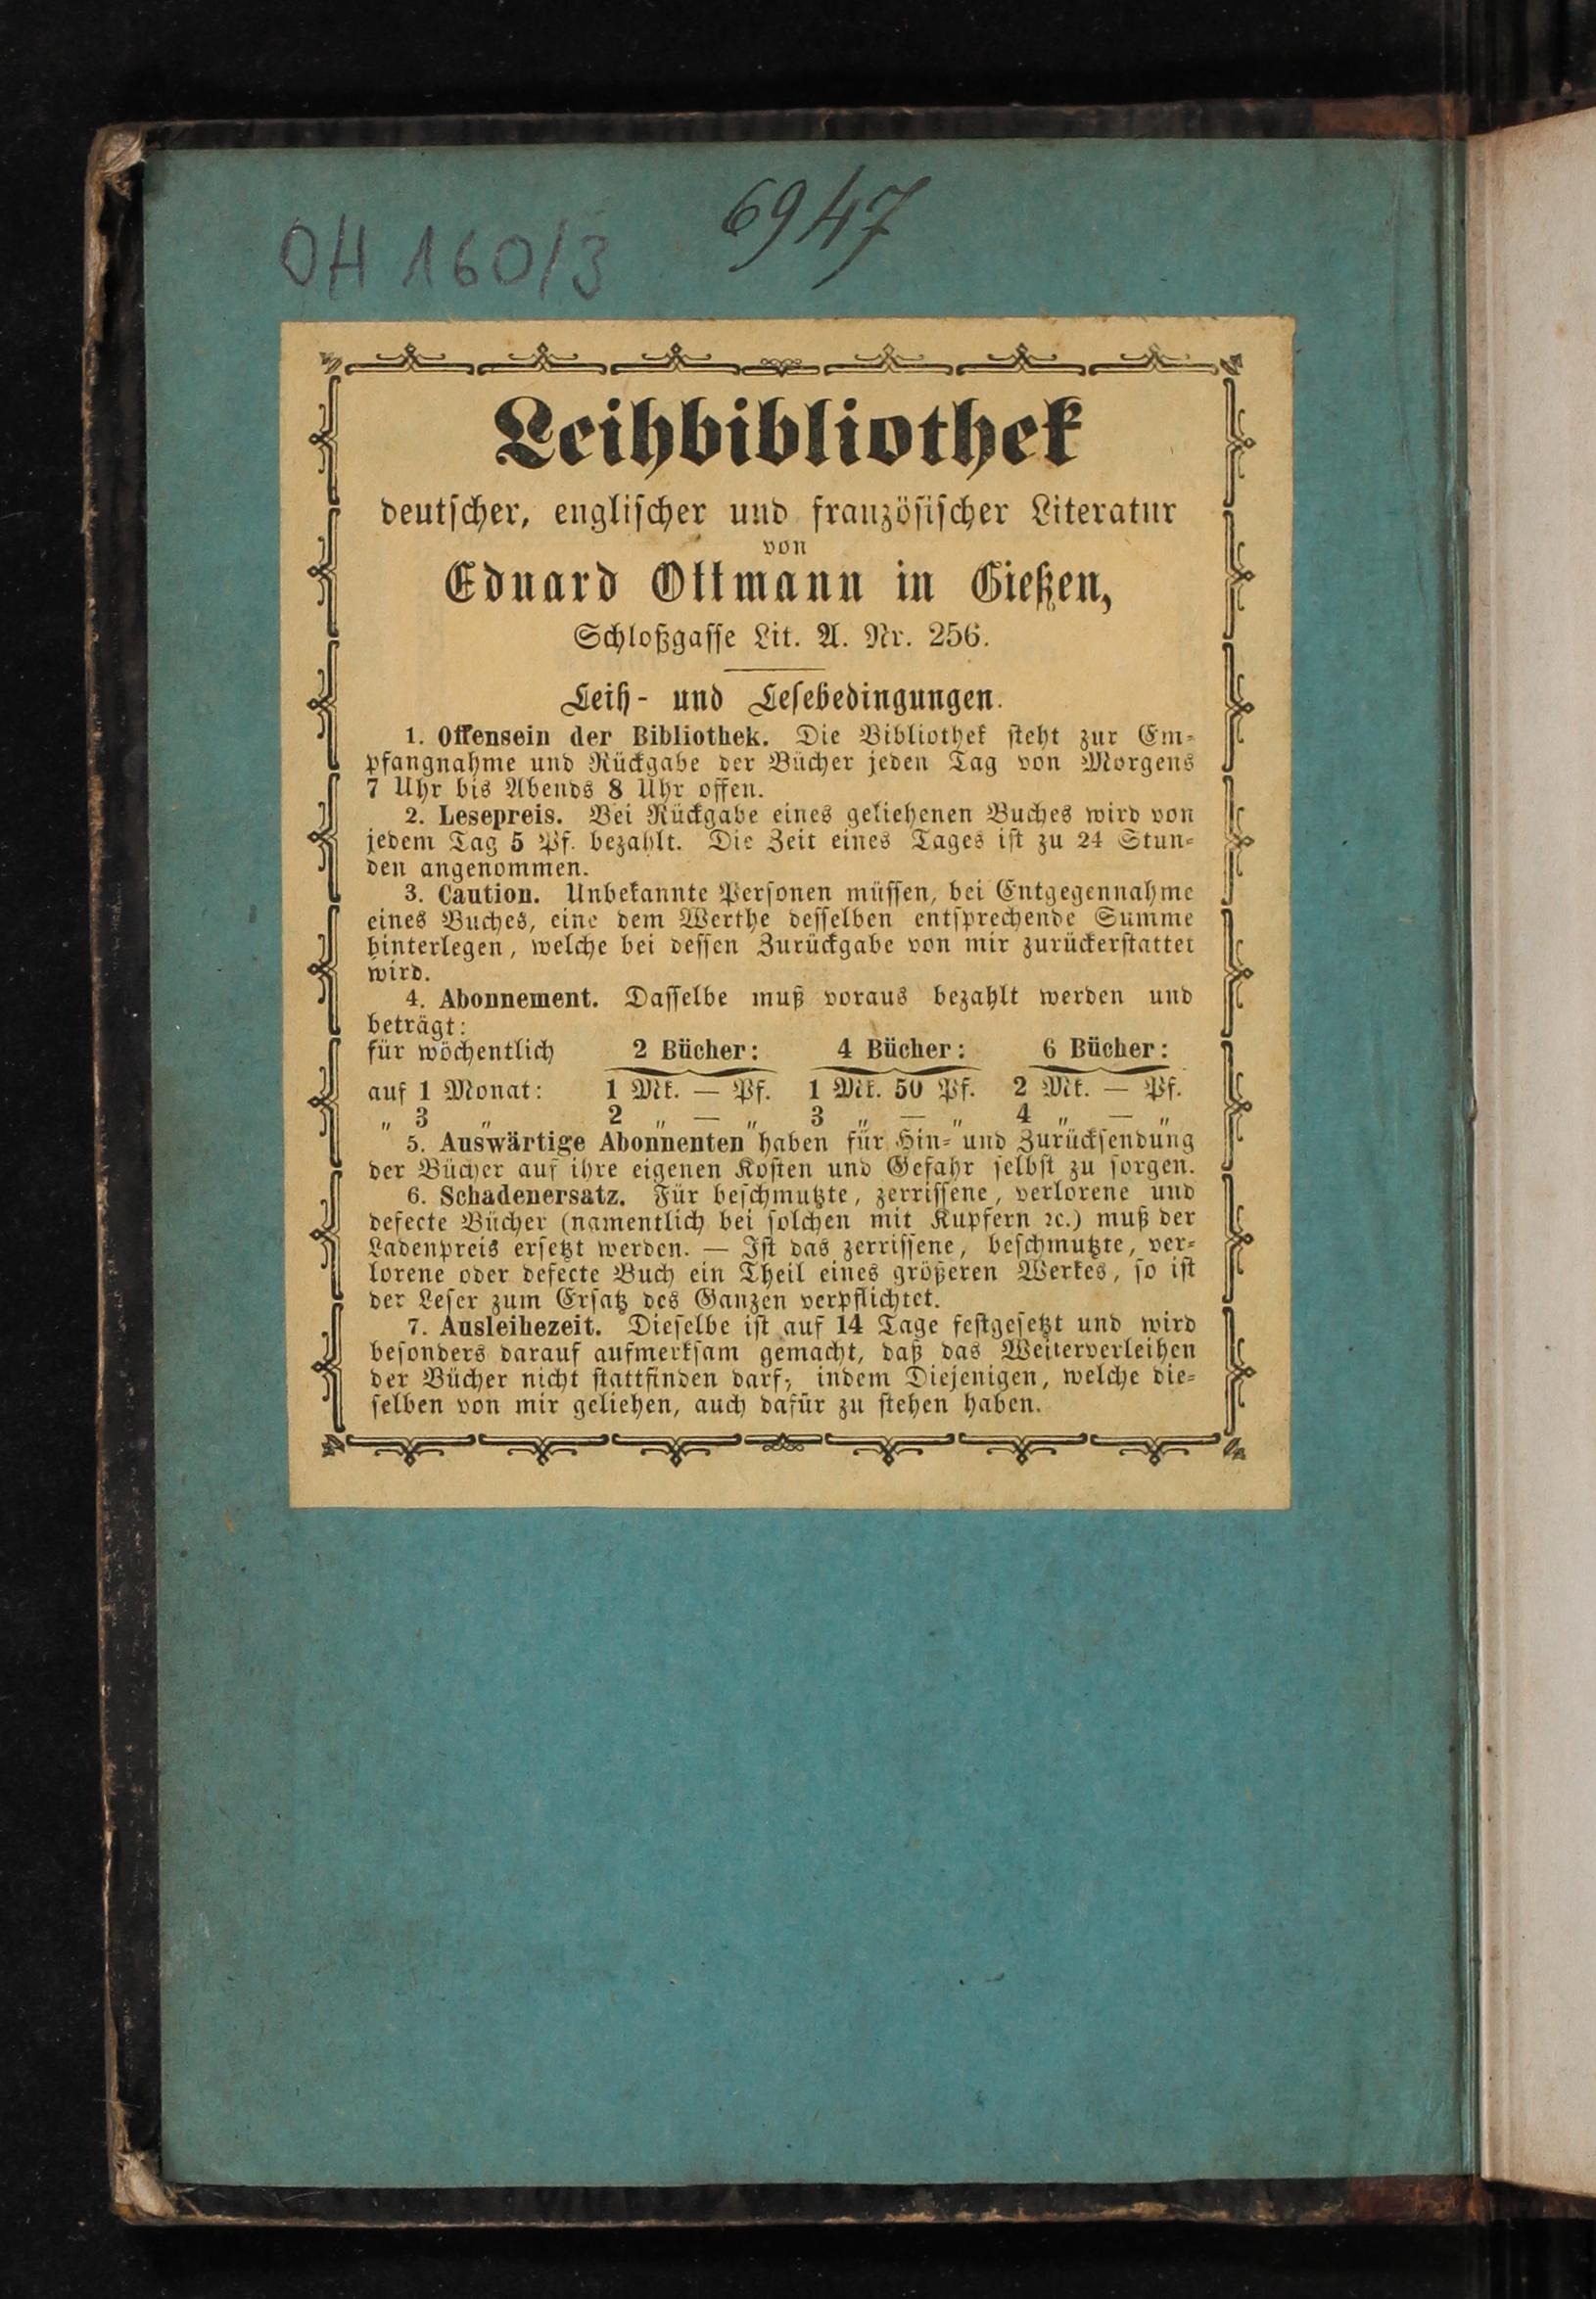 6947
OH 160/3
Leihbibliothek
deutscher, englischer und französischer Literatur
von
Eduard Ottmann in Gießen,
Schloßgasse Lit. A. Nr. 256.
Leih- und Lesebedingungen.
1. Offensein der Bibliothek. Die Bibliothek steht zur Em-
pfangnahme und Rückgabe der Bücher jeden Tag von Morgens
7 Uhr bis Abends 8 Uhr offen.
2. Lesepreis. Bei Rückgabe eines geliehenen Buches wird von
jedem Tag 5 Pf. bezahlt. Die Zeit eines Tages ist zu 24 Stun-
den angenommen.
3. Caution. Unbekannte Personen müssen, bei Entgegennahme
eines Buches, eine dem Werthe desselben entsprechende Summe
hinterlegen, welche bei dessen Zurückgabe von mir zurückerstattet
wird.
4. Abonnement. Dasselbe muß voraus bezahlt werden und
beträgt:
für wöchentlich 2 Bücher: 4 Bücher: 6 Bücher:
auf 1 Monat: 1 Mk. — Pf. 1 Mk. 50 Pf. 2 Mk. — Pf.
„ 3 „ 2 „ — „ 3 „ — „ 4 „ — „
5. Auswärtige Abonnenten haben für Hin- und Zurücksendung
der Bücher auf ihre eigenen Kosten und Gefahr selbst zu sorgen.
6. Schadenersatz. Für beschmutzte, zerrissene, verlorene und
defecte Bücher (namentlich bei solchen mit Kupfern ꝛc.) muß der
Ladenpreis ersetzt werden. — Ist das zerrissene, beschmutzte, ver-
lorene oder defecte Buch ein Theil eines größeren Werkes, so ist
der Leser zum Ersatz des Ganzen verpflichtet.
7. Ausleihezeit. Dieselbe ist auf 14 Tage festgesetzt und wird
besonders darauf aufmerksam gemacht, daß das Weiterverleihen
der Bücher nicht stattfinden darf, indem Diejenigen, welche die-
selben von mir geliehen, auch dafür zu stehen haben.